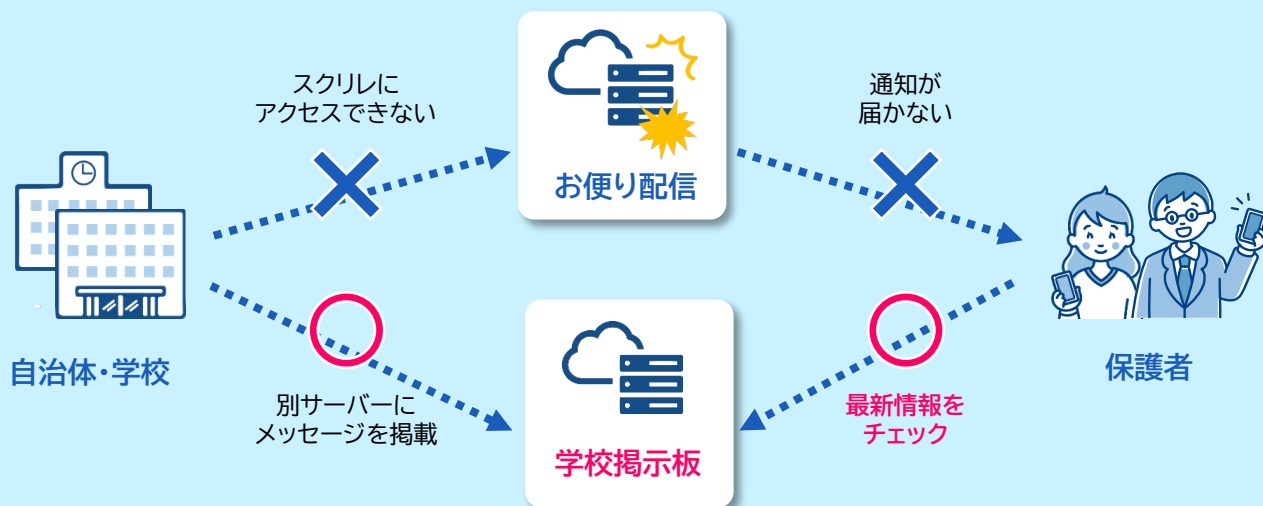 スクリレに
アクセスできない
通知が
届かない
お便り配信
自治体・学校
保護者
別サーバーに
メッセージを掲載
最新情報を
チェック
学校掲示板